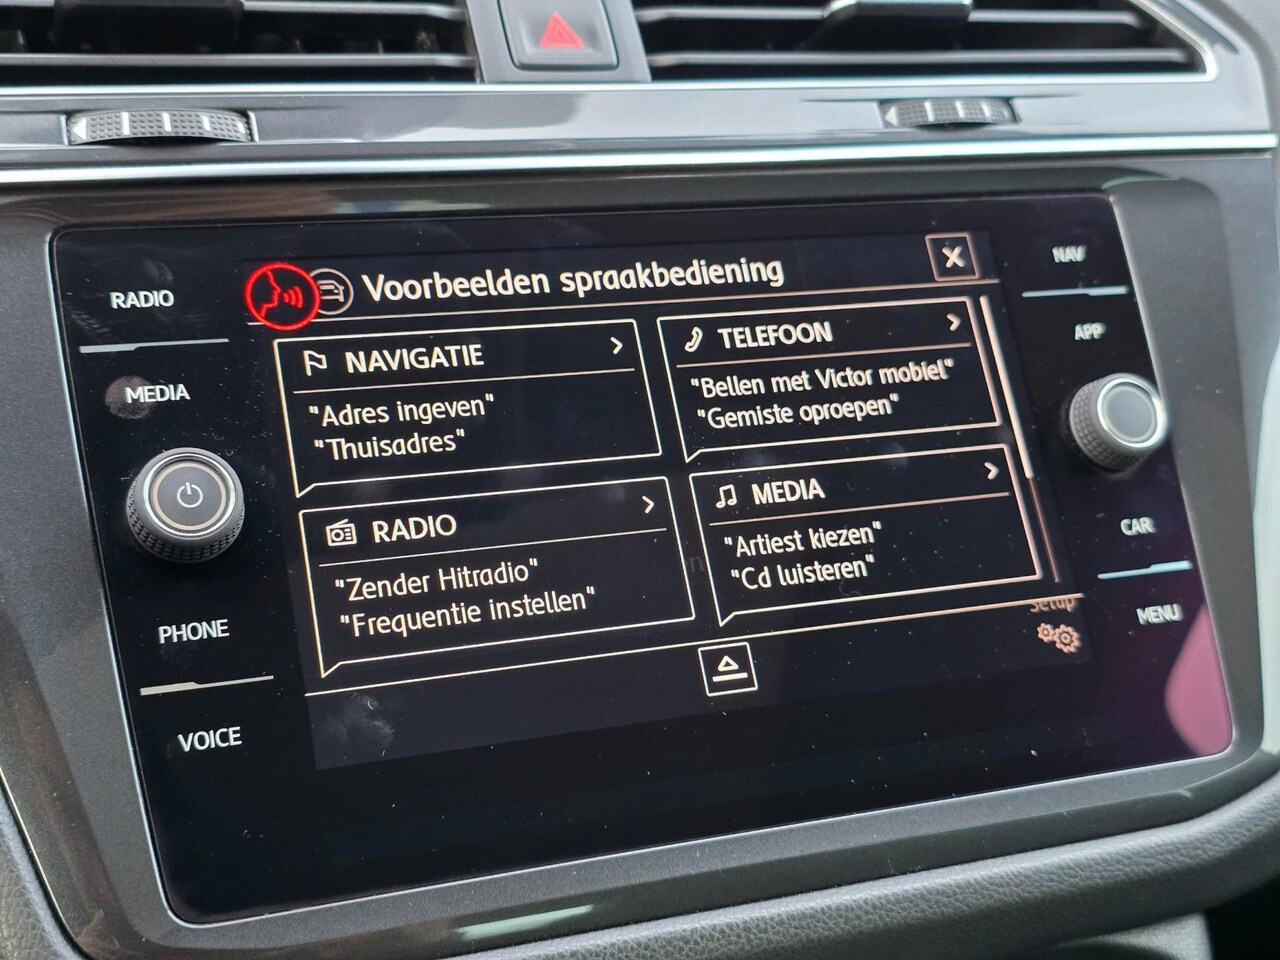 RADIO
MEDIA
PHONE
VOICE
Voorbeelden spraakbediening
NAVIGATIE
"Adres ingeven"
"Thuisadres"
TELEFOON
"Bellen met Victor mobiel"
"Gemiste oproepen"
RADIO
"Zender Hitradio"
"Frequentie instellen"
MEDIA
"Artiest kiezen"
"Cd luisteren"
Setup
NAV
APP
CAR
MENU